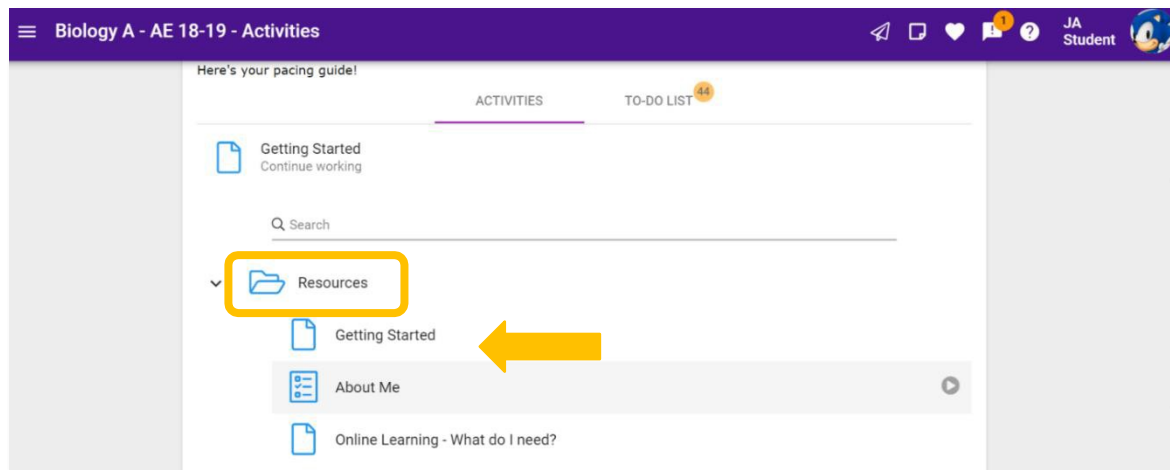 Biology A - AE 18-19 - Activities
1
JA
Student
Here's your pacing guide!
ACTIVITIES
TO-DO LIST 44
Getting Started
Continue working
Search
Resources
Getting Started
About Me
Online Learning - What do I need?